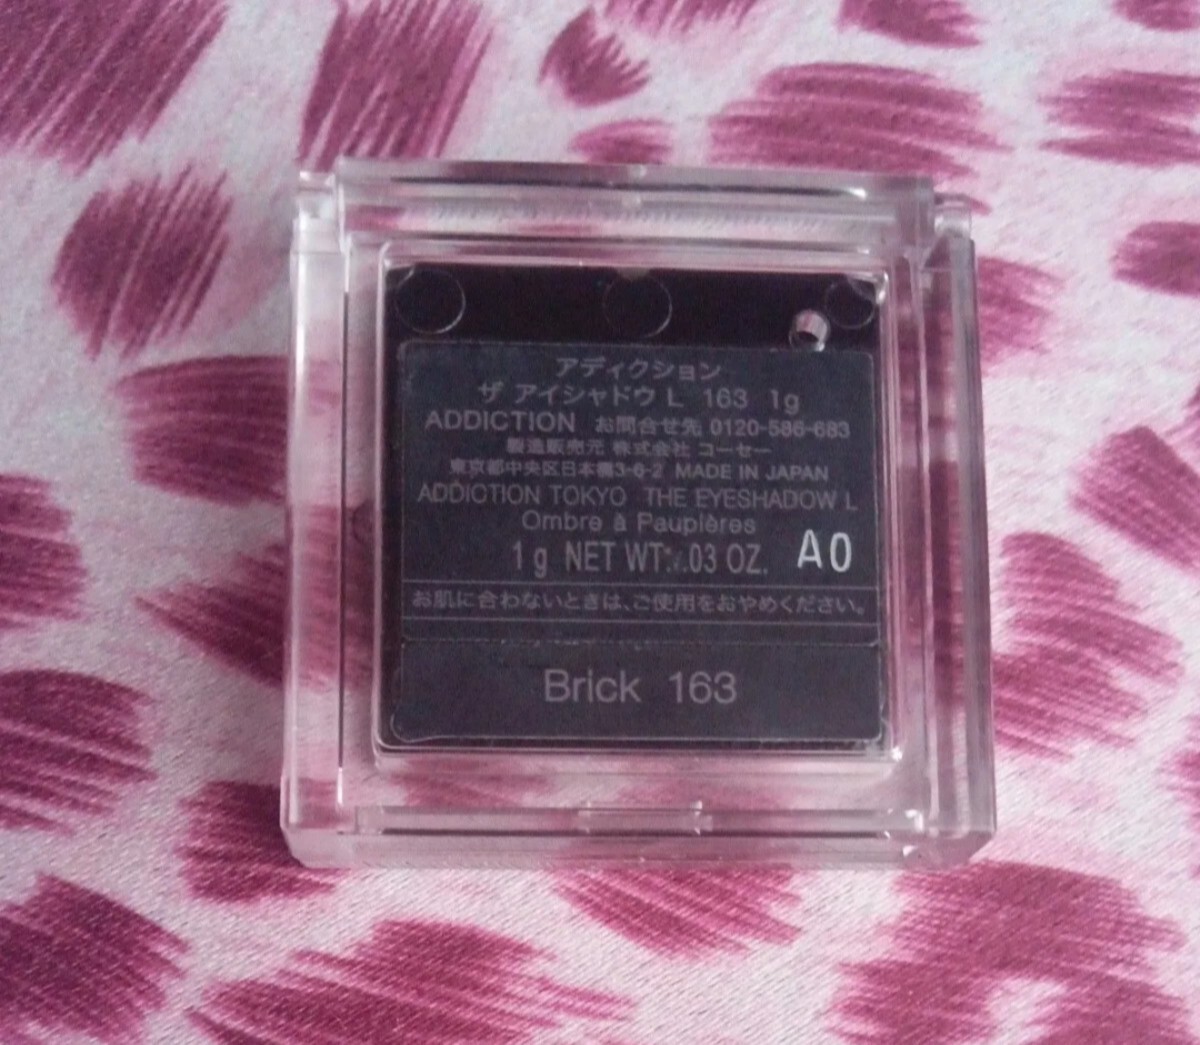 アディクション
ザ アイシャドウ L 163 1g
ADDICTION お問合せ先 0120-586-683
製造販売元 株式会社 コーセー
東京都中央区日本橋3-6-2 MADE IN JAPAN
ADDICTION TOKYO THE EYESHADOW L
Ombre à Paupières
1g NET WT. .03 OZ. A0
お肌に合わないときは、ご使用をおやめください。
Brick 163